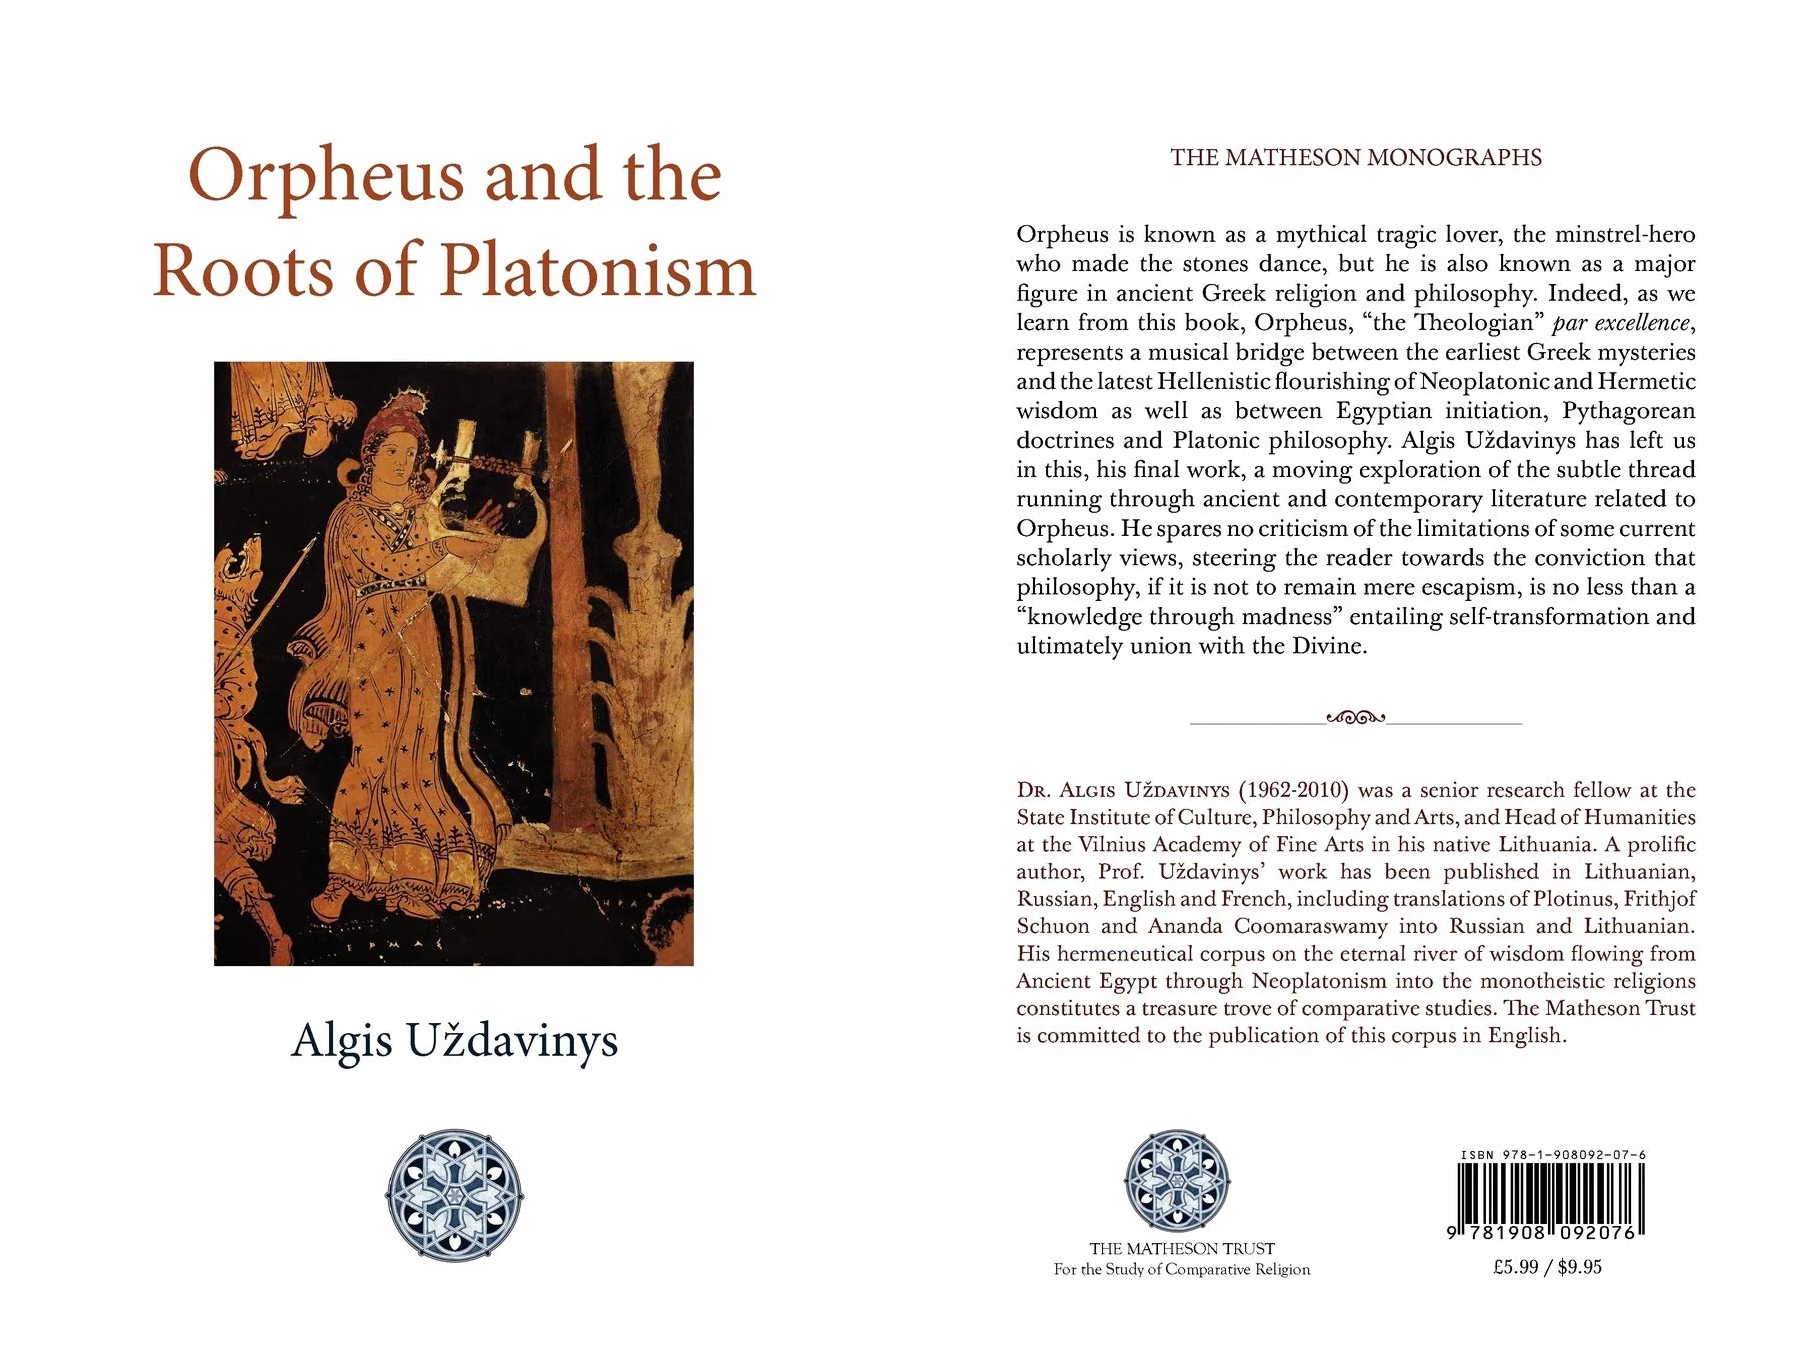 Orpheus and the
Roots of Platonism
ΕΡΜΑΣ
ΗΡΑ
Algis Uždavinys
THE MATHESON MONOGRAPHS
Orpheus is known as a mythical tragic lover, the minstrel-hero
who made the stones dance, but he is also known as a major
figure in ancient Greek religion and philosophy. Indeed, as we
learn from this book, Orpheus, “the Theologian” par excellence,
represents a musical bridge between the earliest Greek mysteries
and the latest Hellenistic flourishing of Neoplatonic and Hermetic
wisdom as well as between Egyptian initiation, Pythagorean
doctrines and Platonic philosophy. Algis Uždavinys has left us
in this, his final work, a moving exploration of the subtle thread
running through ancient and contemporary literature related to
Orpheus. He spares no criticism of the limitations of some current
scholarly views, steering the reader towards the conviction that
philosophy, if it is not to remain mere escapism, is no less than a
“knowledge through madness” entailing self-transformation and
ultimately union with the Divine.
Dr. Algis Uždavinys (1962-2010) was a senior research fellow at the
State Institute of Culture, Philosophy and Arts, and Head of Humanities
at the Vilnius Academy of Fine Arts in his native Lithuania. A prolific
author, Prof. Uždavinys’ work has been published in Lithuanian,
Russian, English and French, including translations of Plotinus, Frithjof
Schuon and Ananda Coomaraswamy into Russian and Lithuanian.
His hermeneutical corpus on the eternal river of wisdom flowing from
Ancient Egypt through Neoplatonism into the monotheistic religions
constitutes a treasure trove of comparative studies. The Matheson Trust
is committed to the publication of this corpus in English.
THE MATHESON TRUST
For the Study of Comparative Religion
ISBN 978-1-908092-07-6
9 781908 092076
£5.99 / $9.95